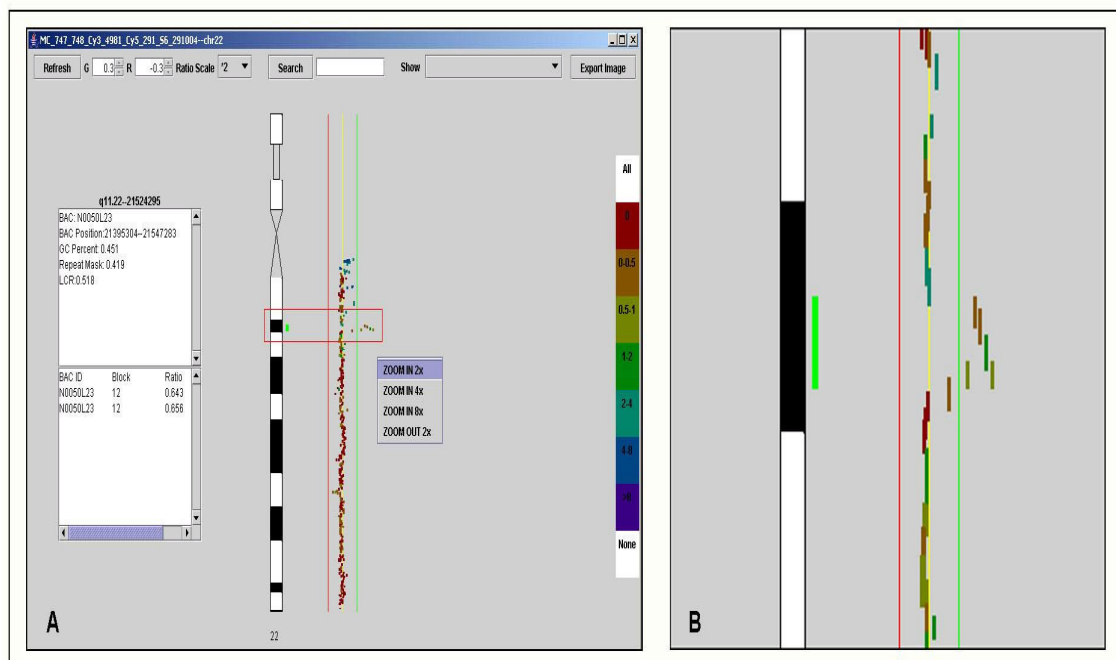 MC_747_748_Cy3_4981_Cy5_291_56_291004--chr22
Refresh G 0.3 R -0.3 Ratio Scale ^2 Search Show Export Image
q11.22--21524295
BAC: N0050L23
BAC Position:21395304--21547283
GC Percent: 0.451
Repeat Mask: 0.419
LCR:0.518
BAC ID Block Ratio
N0050L23 12 0.643
N0050L23 12 0.656
ZOOM IN 2x
ZOOM IN 4x
ZOOM IN 8x
ZOOM OUT 2x
All
0
0-0.5
0.5-1
1-2
2-4
4-8
>8
None
22
A
B